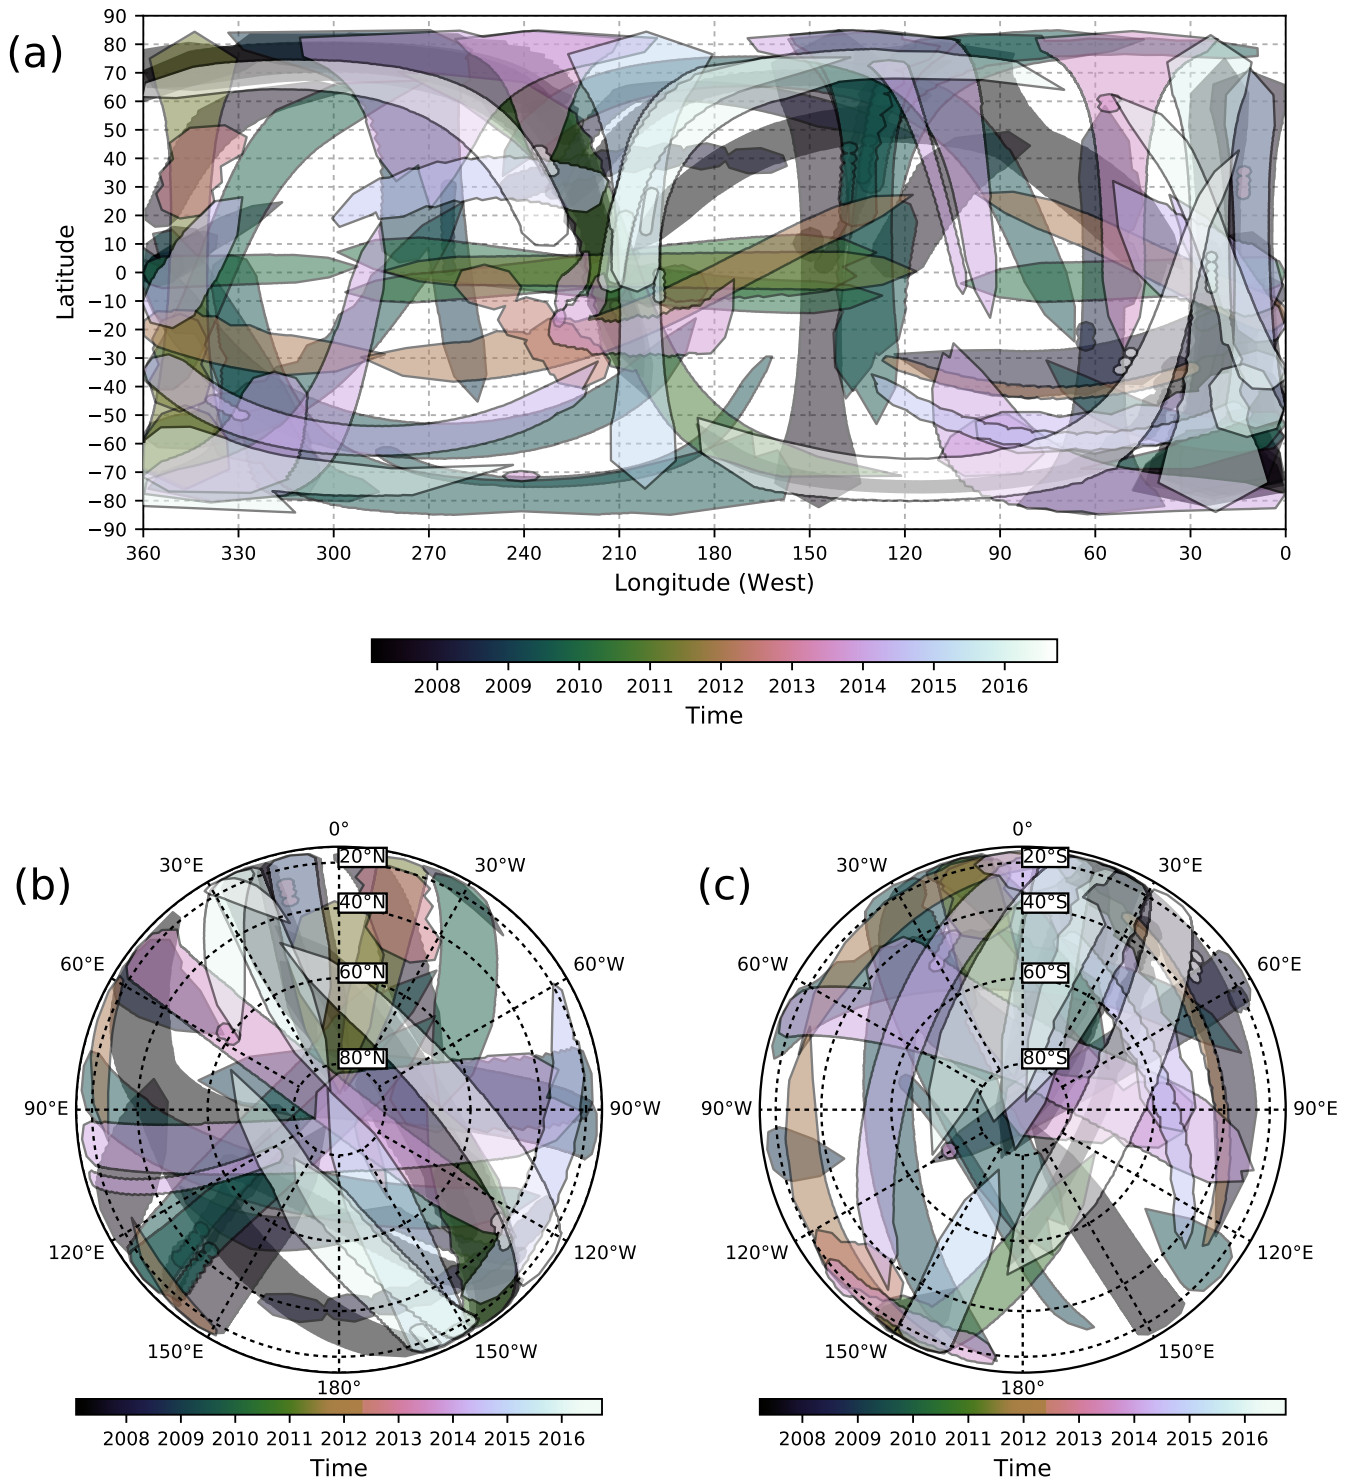 (a)
90
80
70
60
50
40
30
20
10
0
−10
−20
−30
−40
−50
−60
−70
−80
−90
Latitude
360 330 300 270 240 210 180 150 120 90 60 30 0
Longitude (West)
2008 2009 2010 2011 2012 2013 2014 2015 2016
Time
(b)
0°
30°E 20°N 30°W
40°N
60°E 60°N 60°W
80°N
90°E 90°W
120°E 120°W
150°E 150°W
180°
2008 2009 2010 2011 2012 2013 2014 2015 2016
Time
(c)
0°
30°W 20°S 30°E
40°S
60°W 60°S 60°E
80°S
90°W 90°E
120°W 120°E
150°W 150°E
180°
2008 2009 2010 2011 2012 2013 2014 2015 2016
Time